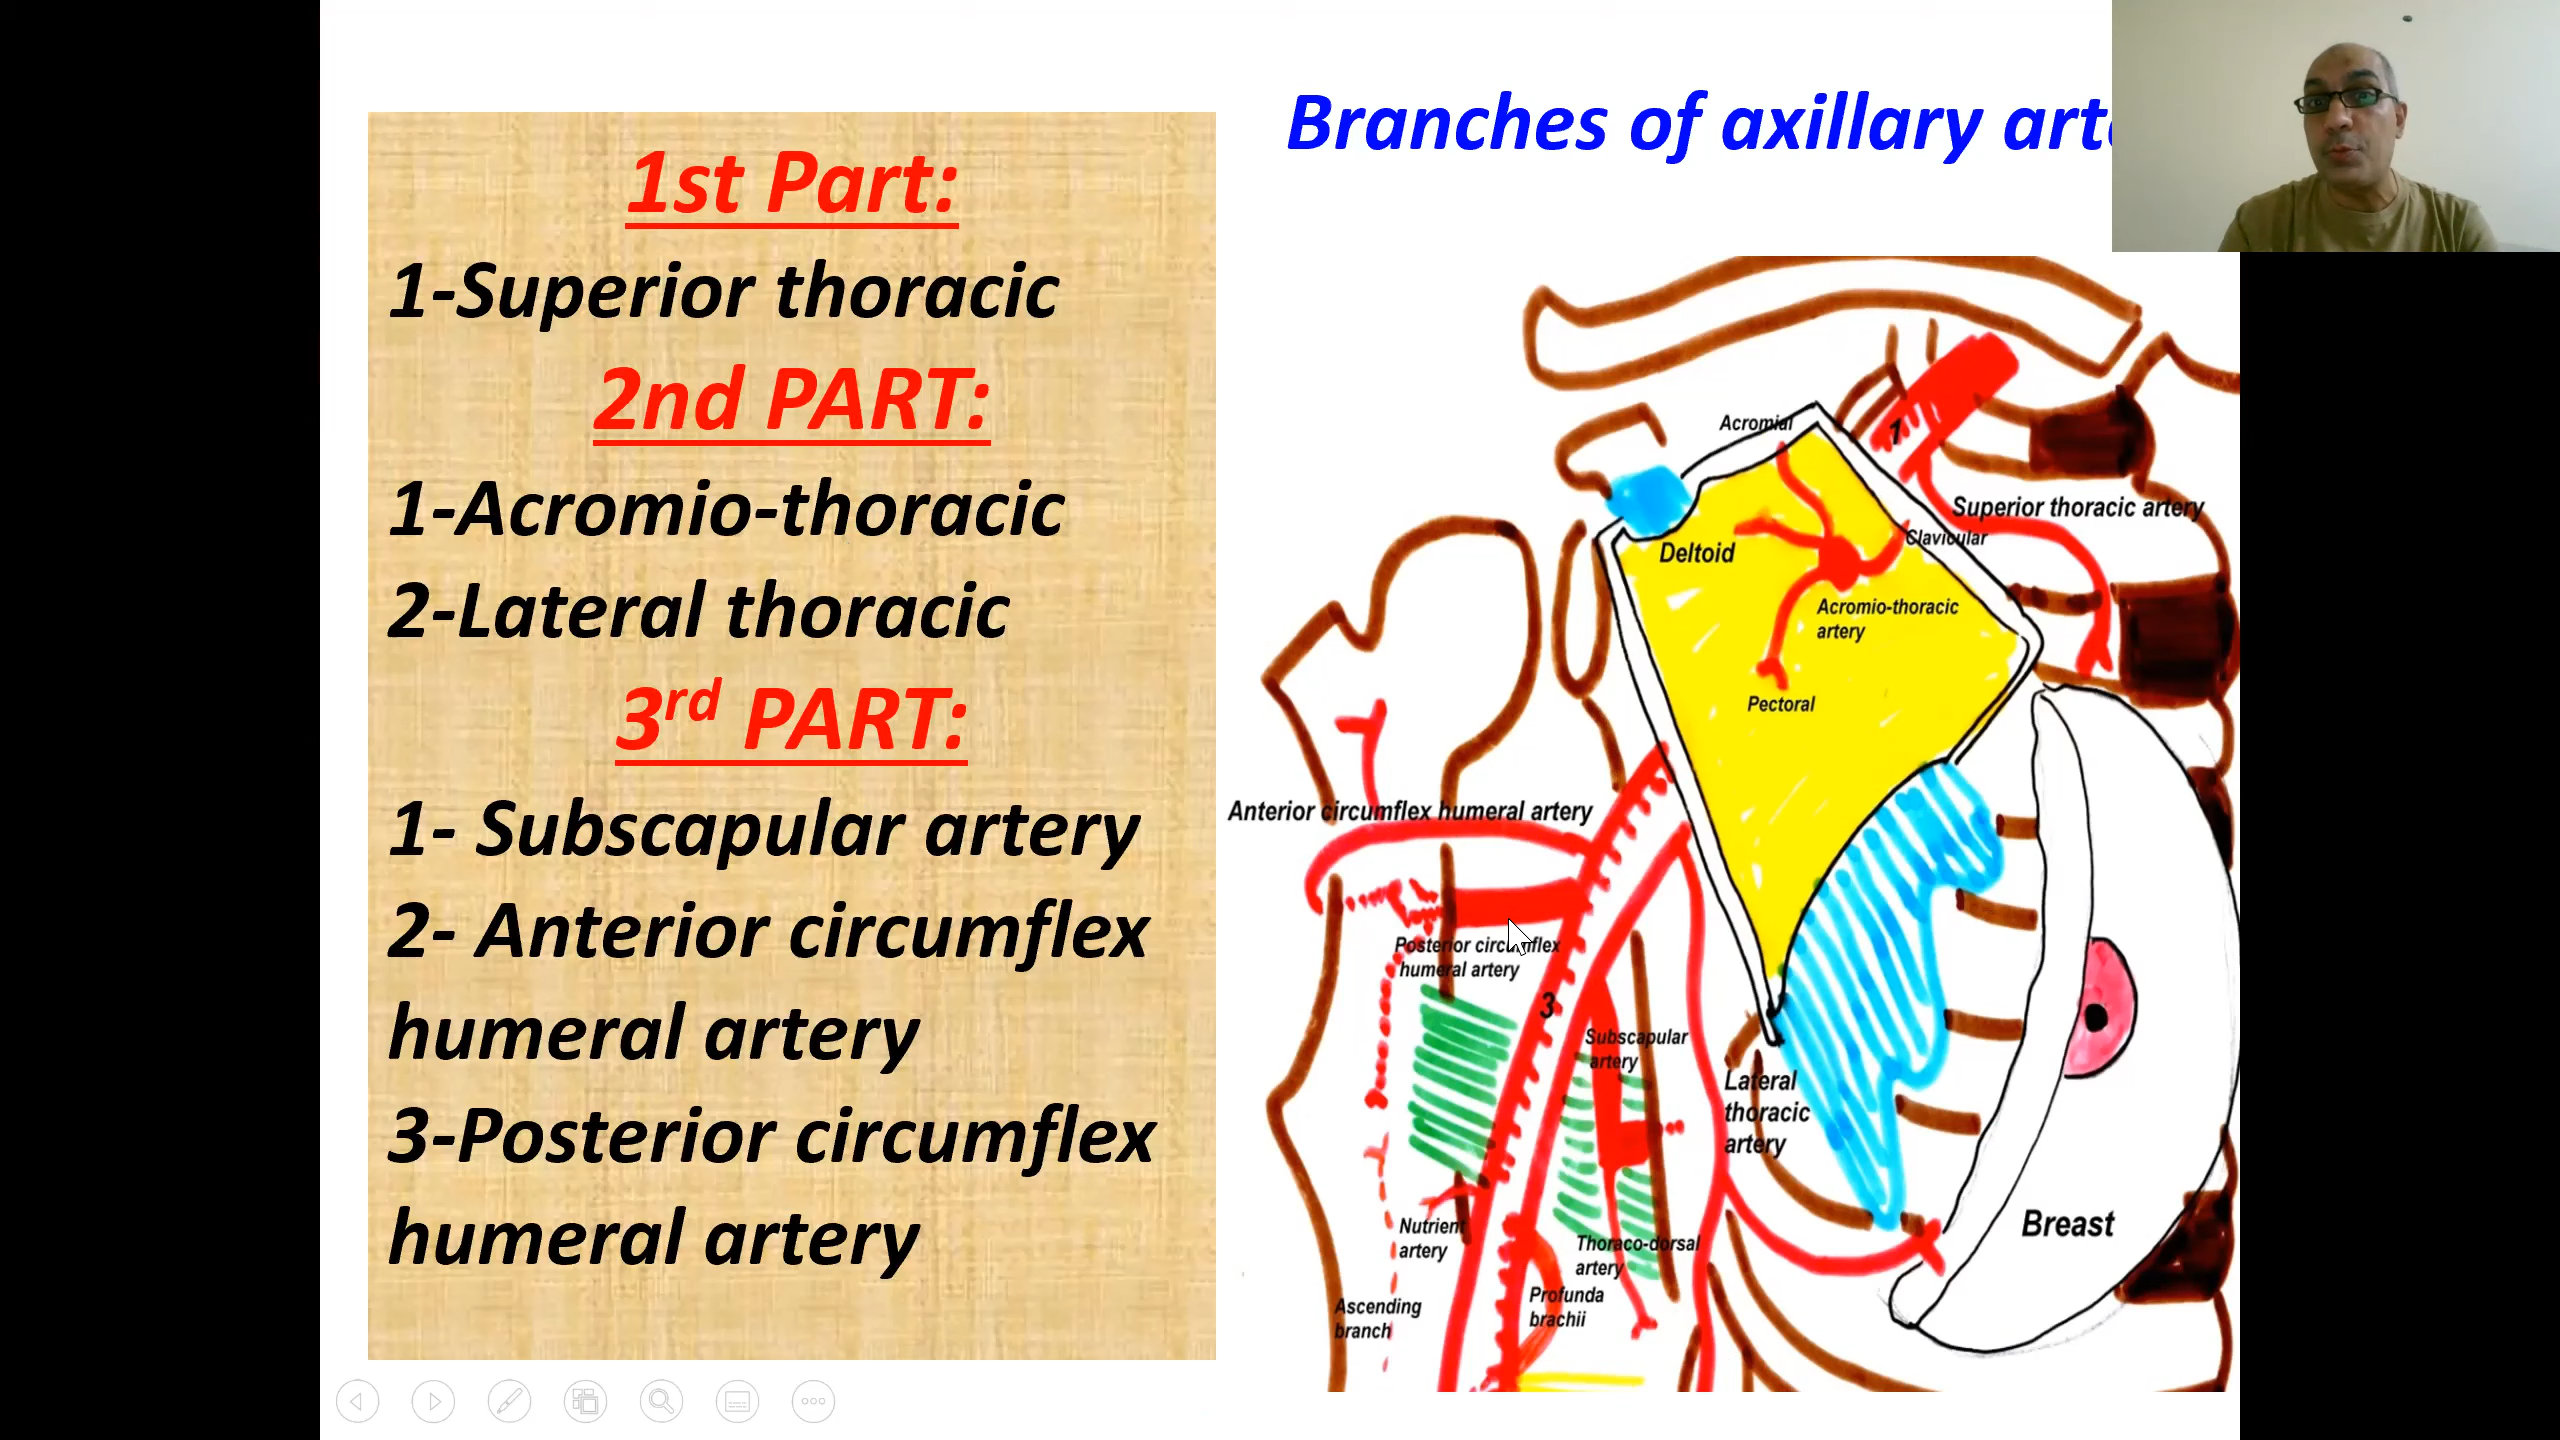 Branches of axillary art
1st Part:
1-Superior thoracic
2nd PART:
1-Acromio-thoracic
2-Lateral thoracic
3rd PART:
1- Subscapular artery
2- Anterior circumflex
humeral artery
3-Posterior circumflex
humeral artery
Acromial
1
Superior thoracic artery
Clavicular
Deltoid
Acromio-thoracic
artery
Pectoral
Anterior circumflex humeral artery
Posterior circumflex
humeral artery
3
Subscapular
artery
Lateral
thoracic
artery
Nutrient
artery
Thoraco-dorsal
artery
Breast
Profunda
brachii
Ascending
branch